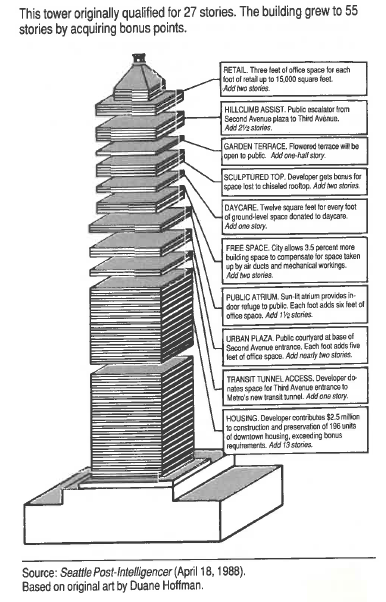 This tower originally qualified for 27 stories. The building grew to 55
stories by acquiring bonus points.
RETAIL. Three feet of office space for each
foot of retail up to 15,000 square feet.
Add two stories.
HILLCLIMB ASSIST. Public escalator from
Second Avenue plaza to Third Avenue.
Add 2½ stories.
GARDEN TERRACE. Flowered terrace will be
open to public. Add one-half story.
SCULPTURED TOP. Developer gets bonus for
space lost to chiseled rooftop. Add two stories.
DAYCARE. Twelve square feet for every foot
of ground-level space donated to daycare.
Add one story.
FREE SPACE. City allows 3.5 percent more
building space to compensate for space taken
up by air ducts and mechanical workings.
Add two stories.
PUBLIC ATRIUM. Sun-lit atrium provides in-
door refuge to public. Each foot adds six feet of
office space. Add 1½ stories.
URBAN PLAZA. Public courtyard at base of
Second Avenue entrance. Each foot adds five
feet of office space. Add nearly two stories.
TRANSIT TUNNEL ACCESS. Developer do-
nates space for Third Avenue entrance to
Metro's new transit tunnel. Add one story.
HOUSING. Developer contributes $2.5 million
to construction and preservation of 196 units
of downtown housing, exceeding bonus
requirements. Add 13 stories.
Source: Seattle Post-Intelligencer (April 18, 1988).
Based on original art by Duane Hoffman.